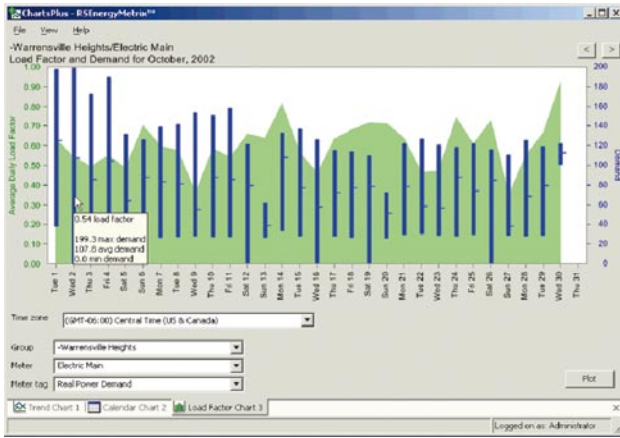 ChartsPlus - RSEnergyMetrix™
File View Help
-Warrensville Heights/Electric Main
Load Factor and Demand for October, 2002
< >
Average Daily Load Factor
1.00
0.90
0.80
0.70
0.60
0.50
0.40
0.30
0.20
0.10
0.00
200
180
160
140
120
100
80
60
40
20
0
Demand
0.54 load factor
199.3 max demand
107.8 avg demand
0.0 min demand
Tue 1
Wed 2
Thu 3
Fri 4
Sat 5
Sun 6
Mon 7
Tue 8
Wed 9
Thu 10
Fri 11
Sat 12
Sun 13
Mon 14
Tue 15
Wed 16
Thu 17
Fri 18
Sat 19
Sun 20
Mon 21
Tue 22
Wed 23
Thu 24
Fri 25
Sat 26
Sun 27
Mon 28
Tue 29
Wed 30
Thu 31
Time zone (GMT-06:00) Central Time (US & Canada)
Group -Warrensville Heights
Meter Electric Main
Meter tag Real Power Demand
Plot
Trend Chart 1 Calendar Chart 2 Load Factor Chart 3
Logged on as: Administrator